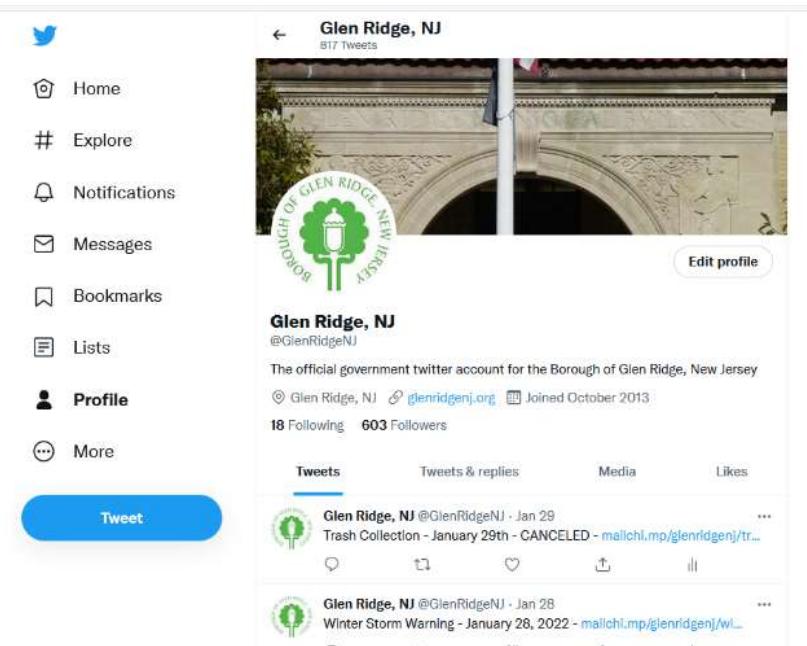 Glen Ridge, NJ
817 Tweets
Home
Explore
Notifications
Messages
Bookmarks
Lists
Profile
More
Tweet
BOROUGH OF GLEN RIDGE, NEW JERSEY
Edit profile
Glen Ridge, NJ
@GlenRidgeNJ
The official government twitter account for the Borough of Glen Ridge, New Jersey
Glen Ridge, NJ glenridgenj.org Joined October 2013
18 Following 603 Followers
Tweets Tweets & replies Media Likes
Glen Ridge, NJ @GlenRidgeNJ · Jan 29 ...
Trash Collection - January 29th - CANCELED - mailchi.mp/glenridgenj/tr...
Glen Ridge, NJ @GlenRidgeNJ · Jan 28 ...
Winter Storm Warning - January 28, 2022 - mailchi.mp/glenridgenj/wi...